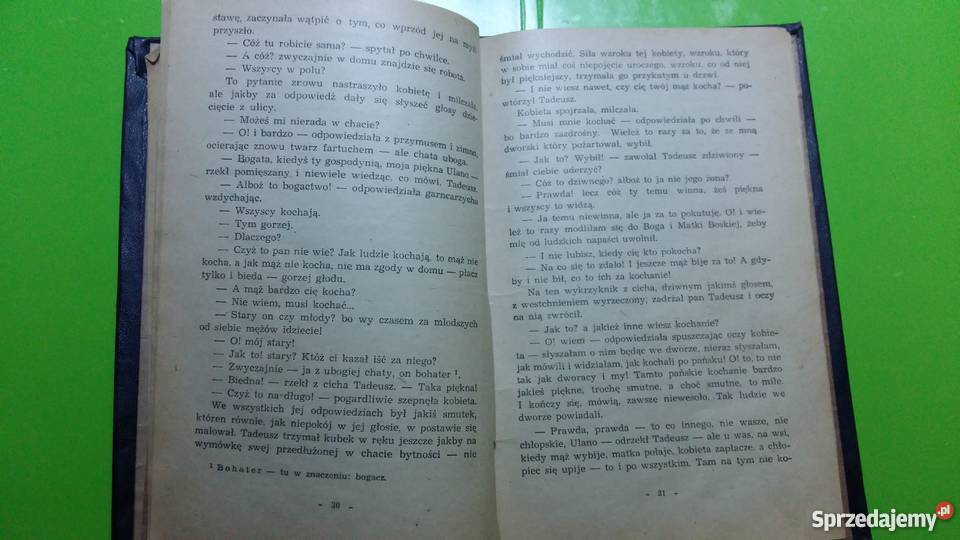 stawę, zaczynała wątpić o tym, co wprzód jej na myśl
przyszło.
— Cóż tu robicie sama? — spytał po chwilce.
— A cóż? zwyczajnie w domu znajdzie się robota.
— Wszyscy w polu?
To pytanie znowu nastraszyło kobietę i milczała,
ale jakby za odpowiedź dały się słyszeć głosy dzie-
cięcie z ulicy.
— Możeś mi nierada w chacie?
— O! i bardzo — odpowiedziała z przymusem i zimno,
ocierając znowu twarz fartuchem — ale chata uboga.
— Bogata, kiedyś ty gospodynią, moja piękna Ulano —
rzekł pomięszany, i niewiele wiedząc, co mówi, Tadeusz.
— Alboż to bogactwo! — odpowiedziała garncarzycha
wzdychając.
— Wszyscy kochają.
— Tym gorzej.
— Dlaczego?
— Czyż to pan nie wie? Jak ludzie kochają, to mąż nie
kocha, a jak mąż nie kocha, nie ma zgody w domu — płacz
tylko i bieda — gorzej głodu.
— A mąż bardzo cię kocha?
— Nie wiem, musi kochać...
— Stary on czy młody? bo wy czasem za młodszych
od siebie mężów idziecie!
— O! mój stary!
— Jak to! stary? Któż ci kazał iść za niego?
— Zwyczajnie — ja z ubogiej chaty, on bohater ¹.
— Biedna! — rzekł z cicha Tadeusz. — Taka piękna!
— Czyż to na długo! — pogardliwie szepnęła kobieta.
We wszystkich jej odpowiedziach był jakiś smutek,
któren równie, jak niepokój w jej głosie, w postawie się
malował. Tadeusz trzymał kubek w ręku jeszcze jakby na
wymówkę swej przedłużonej w chacie bytności — nie
¹ Bohater — tu w znaczeniu: bogacz.
- 30 -
śmiał wychodzić. Siła wzroku tej kobiety, wzroku, który
w sobie miał coś niepojęcie uroczego, wzroku, co od niej
był piękniejszy, trzymała go przykutym u drzwi.
— I nie wiesz nawet, czy cię twój mąż kocha? — po-
wtórzył Tadeusz.
Kobieta spojrzała, milczała.
— Musi mnie kochać — odpowiedziała po chwili —
bo bardzo zazdrośny. Wieleż to razy za to, że ze mną
dworski który pożartował, wybił.
— Jak to? Wybił! — zawołał Tadeusz zdziwiony —
śmiał ciebie uderzyć?
— Cóż to dziwnego? alboż to ja nie jego żona?
— Prawda! lecz cóż ty temu winna, żeś piękna
i wszyscy to widzą.
— Ja temu niewinna, ale ja za to pokutuję. O! i wie-
leż to razy modliłam się do Boga i Matki Boskiej, żeby
mię od ludzkich napaści uwolnił.
— I nie lubisz, kiedy cię kto pokocha?
— Na co się to zdało! I jeszcze mąż bije za to! A gdy-
by i nie bił, co to ich za kochanie!
Na ten wykrzyknik z cicha, dziwnym jakimś głosem,
z westchnieniem wyrzeczony, zadrżał pan Tadeusz i oczy
na nią zwrócił.
— Jak to? a jakież inne wiesz kochanie?
— O! wiem — odpowiedziała spuszczając oczy kobie-
ta — słyszałam o nim będąc we dworze, nieraz słyszałam,
jak mówili i widziałam, jak kochali po pańsku! O! to, to nie
tak jak dworacy i my! Tamto pańskie kochanie bardzo
jakieś piękne, trochę smutne, a choć smutne, to miłe.
I kończy się, mówią, zawsze niewesoło. Tak ludzie we
dworze powiadali.
— Prawda, prawda — to co innego, nie wasze, nie
chłopskie, Ulano — odrzekł Tadeusz — ale u was, na wsi,
kiedy mąż wybije, matka połaje, kobieta zapłacze, a chło-
piec się upije — to i po wszystkim. Tam na tym nie ko-
- 31 -
Sprzedajemy.pl